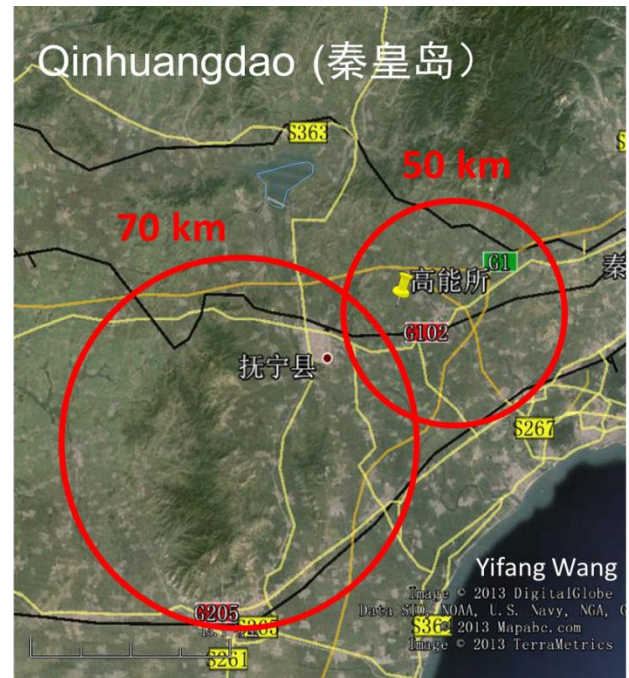 Qinhuangdao (秦皇岛）
S363
50 km
70 km
G1
秦
高能所
G102
抚宁县
S267
Yifang Wang
Image © 2013 DigitalGlobe
Data SIO, NOAA, U.S. Navy, NGA, G
G205
S36
© 2013 Mapabc.com
Image © 2013 TerraMetrics
S261